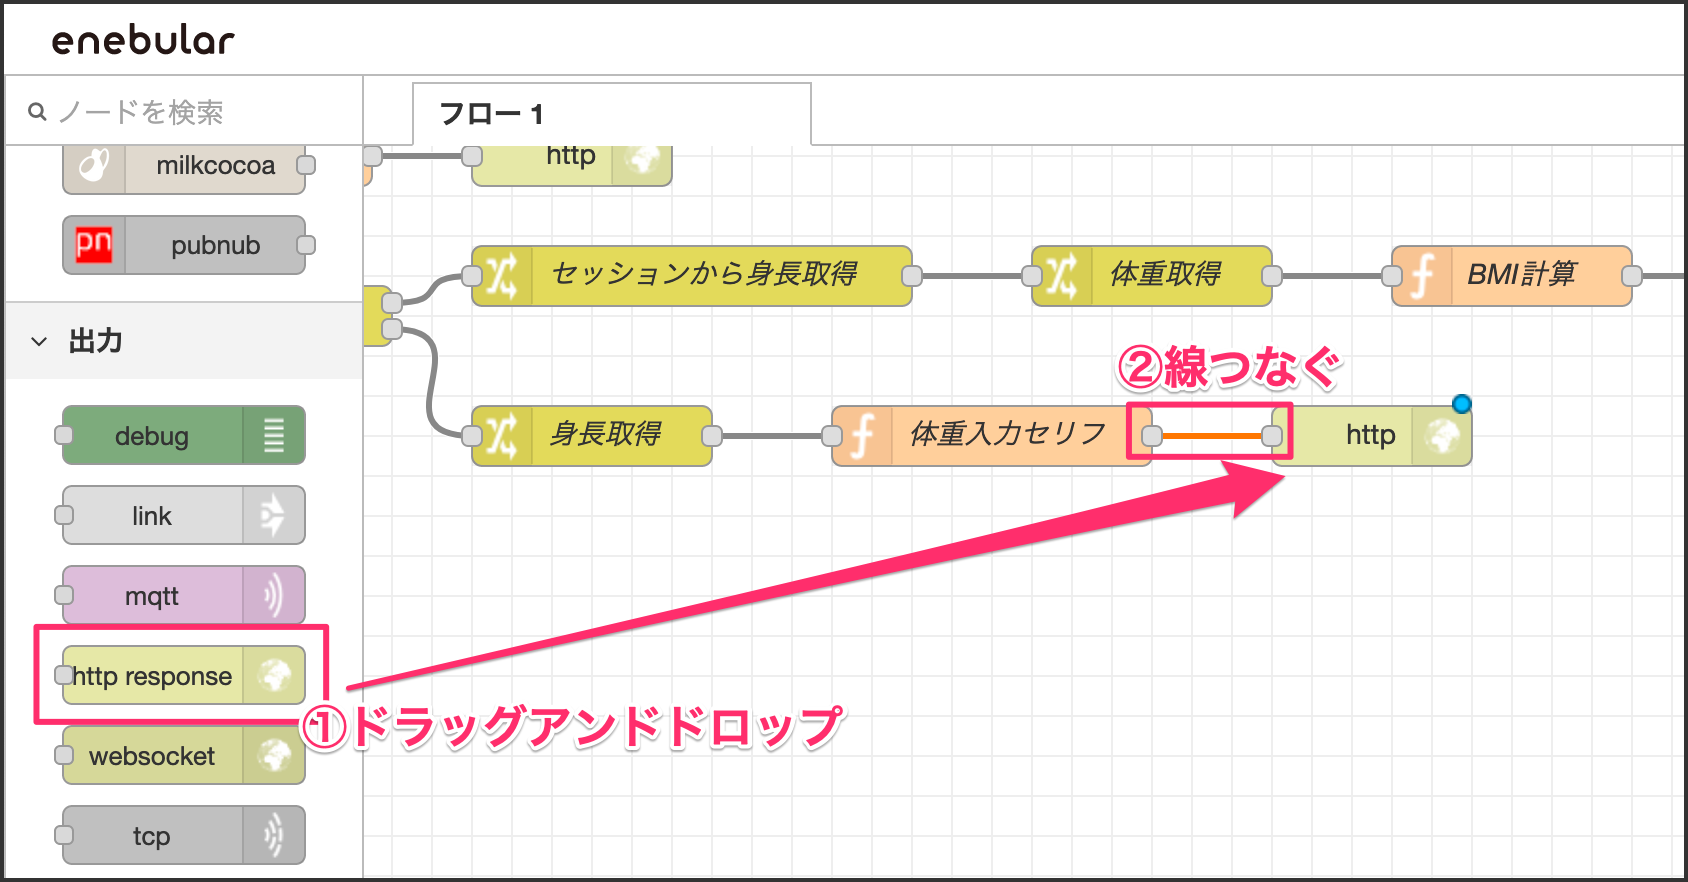 enebular
ノードを検索
フロー 1
milkcocoa
http
pn
pubnub
セッションから身長取得
体重取得
f
BMI計算
出力
②線つなぐ
debug
身長取得
f
体重入力セリフ
http
link
mqtt
http response
①ドラッグアンドドロップ
websocket
tcp